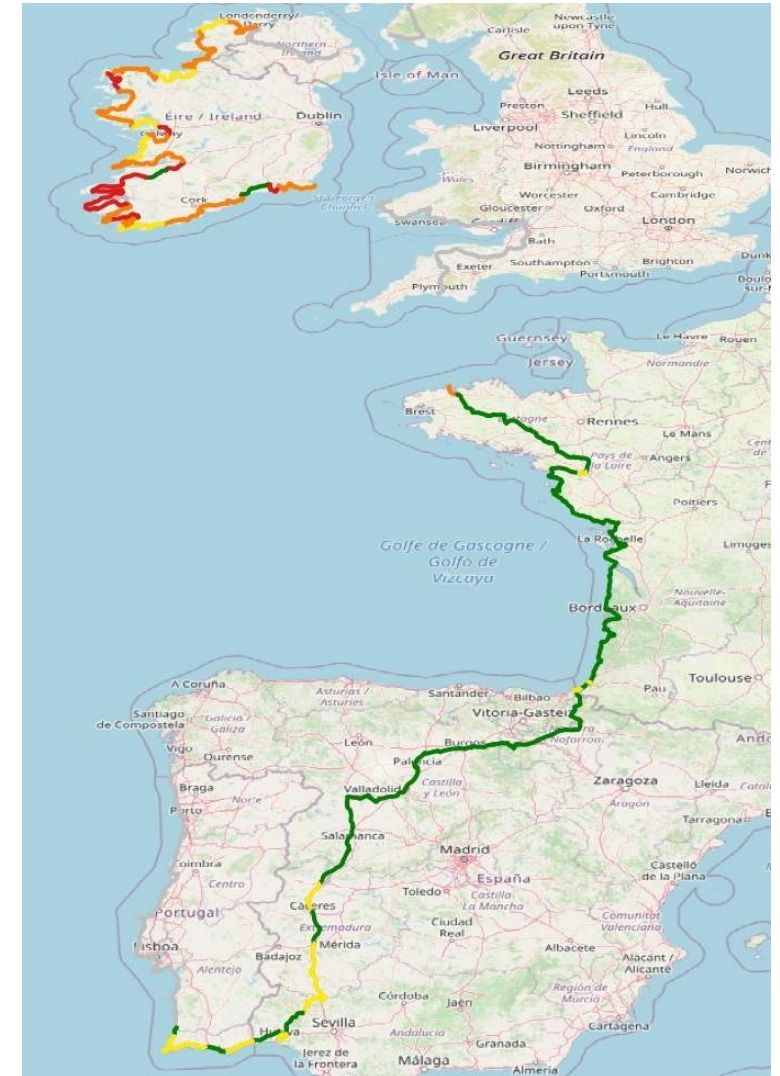 Londonderry/
Derry
Northern
Ireland
Carlisle
Newcastle
upon Tyne
Great Britain
Isle of Man
Leeds
Preston
Hull
Éire / Ireland
Dublin
Liverpool
Sheffield
Lincoln
Galway
Nottingham
England
Birmingham
Peterborough
Norwich
Wales
Worcester
Cambridge
Cork
St George's
Channel
Gloucester
Oxford
Swansea
Cardiff
London
Bath
Exeter
Southampton
Brighton
Portsmouth
Plymouth
Guernsey
Jersey
Le Havre
Rouen
Normandie
Brest
Bretagne
Rennes
Le Mans
Pays de
la Loire
Angers
Poitiers
La Rochelle
Limoges
Golfe de Gascogne /
Golfo de
Vizcaya
Nouvelle-
Aquitaine
Bordeaux
Toulouse
Pau
A Coruña
Asturias /
Asturies
Santander
Bilbao
Santiago
de Compostela
Galicia /
Galiza
Vitoria-Gasteiz
León
Burgos
Vigo
Ourense
Palencia
Zaragoza
Lleida
Braga
Norte
Valladolid
Castilla
y León
Aragón
Porto
Tarragona
Salamanca
Madrid
Coimbra
Centro
España
Castelló
de la Plana
Toledo
Castilla
La Mancha
Cáceres
Portugal
Extremadura
Ciudad
Real
Comunitat
Valenciana
Lisboa
Badajoz
Mérida
Albacete
Alacant /
Alicante
Alentejo
Región de
Murcia
Córdoba
Jaén
Huelva
Sevilla
Andalucía
Cartagena
Granada
Jerez de
la Frontera
Málaga
Almería